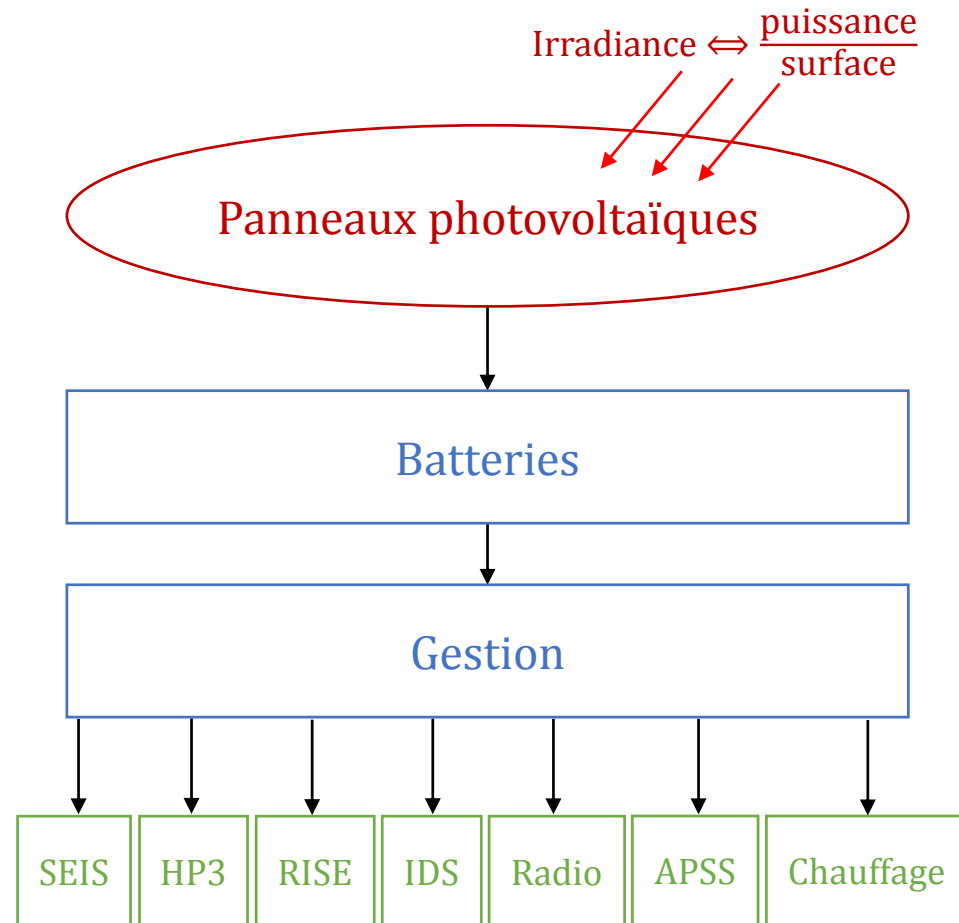 Irradiance ⇔ puissance
surface
Panneaux photovoltaïques
Batteries
Gestion
SEIS HP3 RISE IDS Radio APSS Chauffage